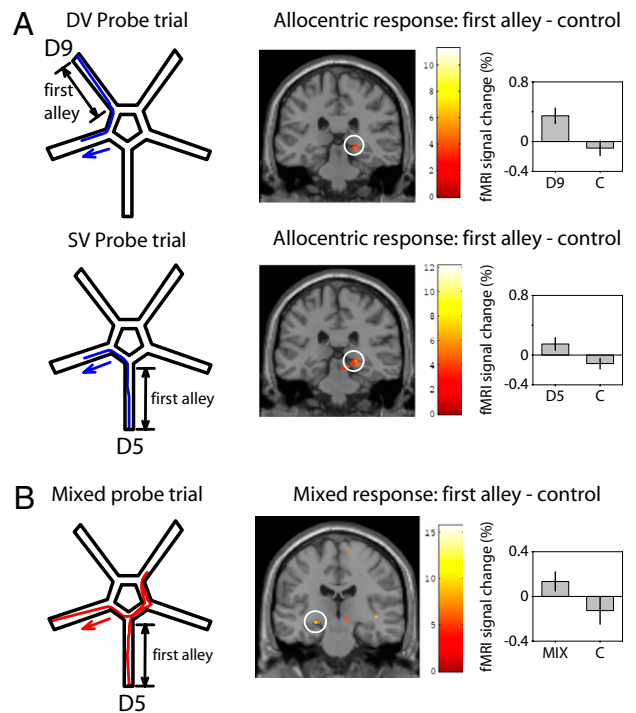 A
DV Probe trial
Allocentric response: first alley - control
D9
first
alley
10
8
6
4
2
0
fMRI signal change (%)
0.8
0
-0.4
D9 C
SV Probe trial
Allocentric response: first alley - control
first alley
D5
12
10
8
6
4
2
0
fMRI signal change (%)
0.8
0
-0.4
D5 C
B
Mixed probe trial
Mixed response: first alley - control
first alley
D5
15
10
5
0
fMRI signal change (%)
0.4
0
-0.4
MIX C